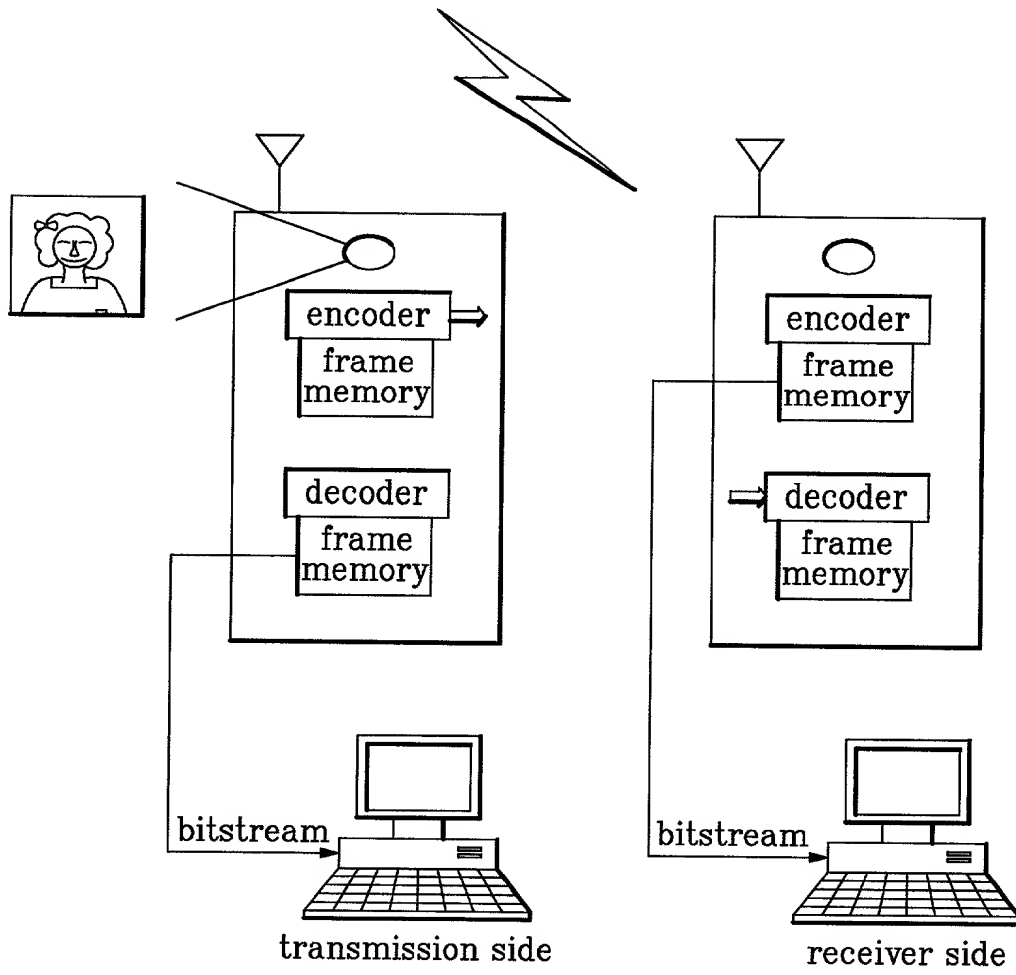 encoder
frame
memory
decoder
frame
memory
bitstream
transmission side
encoder
frame
memory
decoder
frame
memory
bitstream
receiver side